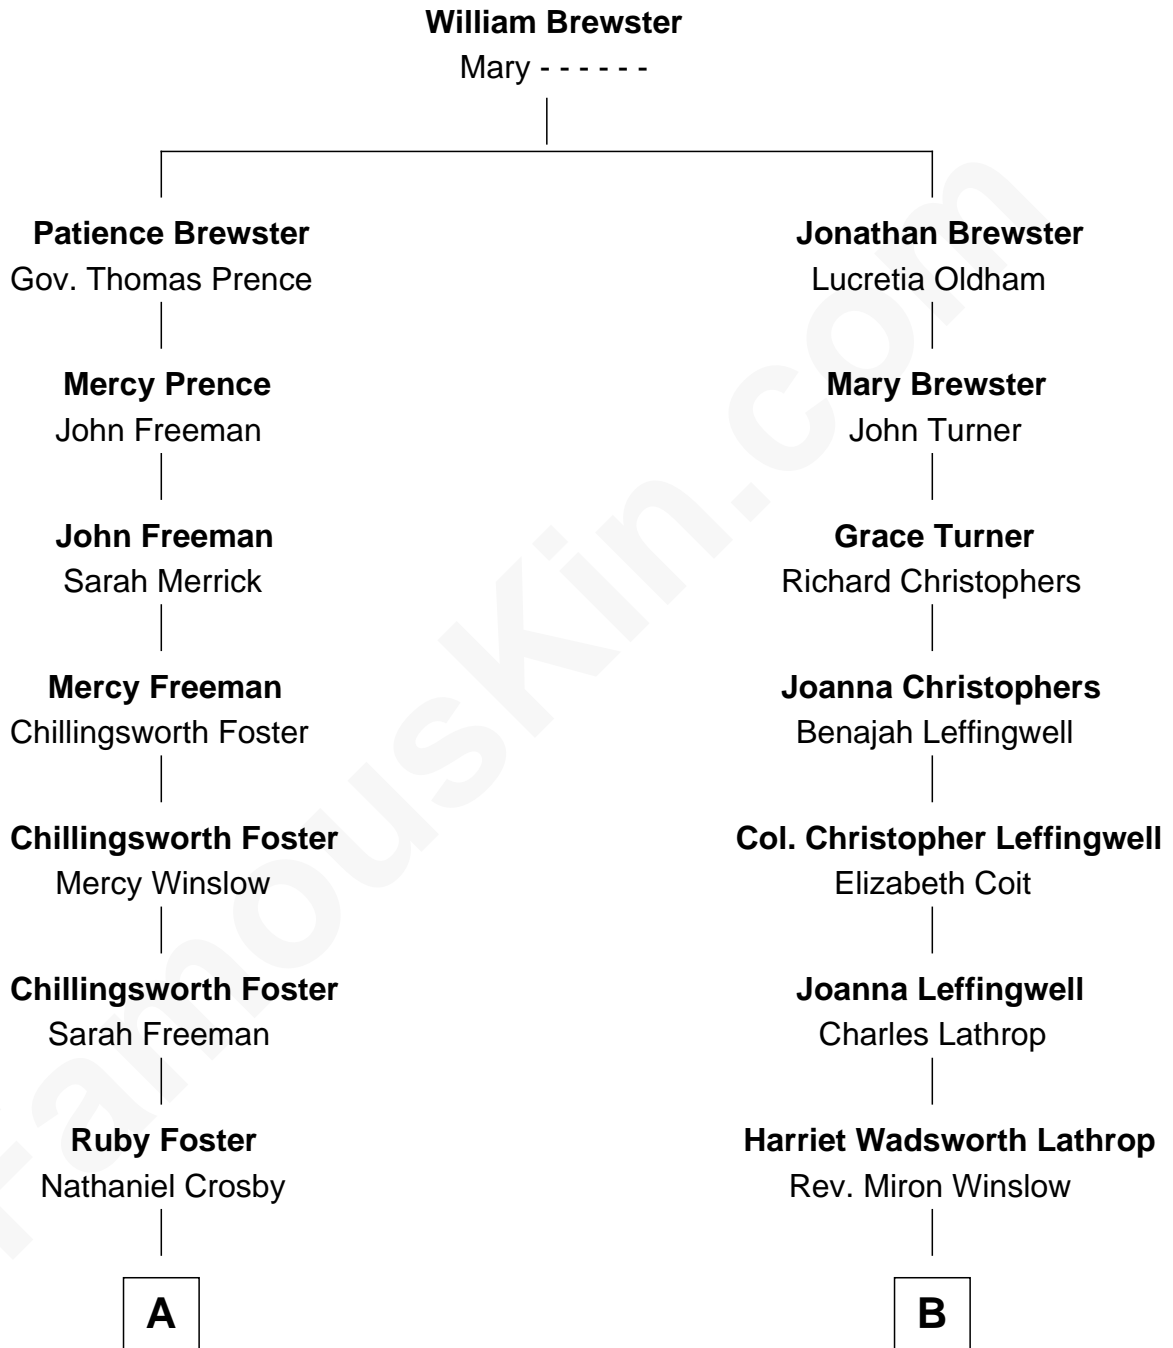 William Brewster
Mary - - - - - -
Patience Brewster
Gov. Thomas Prence
Jonathan Brewster
Lucretia Oldham
Mercy Prence
John Freeman
Mary Brewster
John Turner
John Freeman
Sarah Merrick
Grace Turner
Richard Christophers
Mercy Freeman
Chillingsworth Foster
Joanna Christophers
Benajah Leffingwell
Chillingsworth Foster
Mercy Winslow
Col. Christopher Leffingwell
Elizabeth Coit
Chillingsworth Foster
Sarah Freeman
Joanna Leffingwell
Charles Lathrop
Ruby Foster
Nathaniel Crosby
Harriet Wadsworth Lathrop
Rev. Miron Winslow
A
B
FamousKin.com